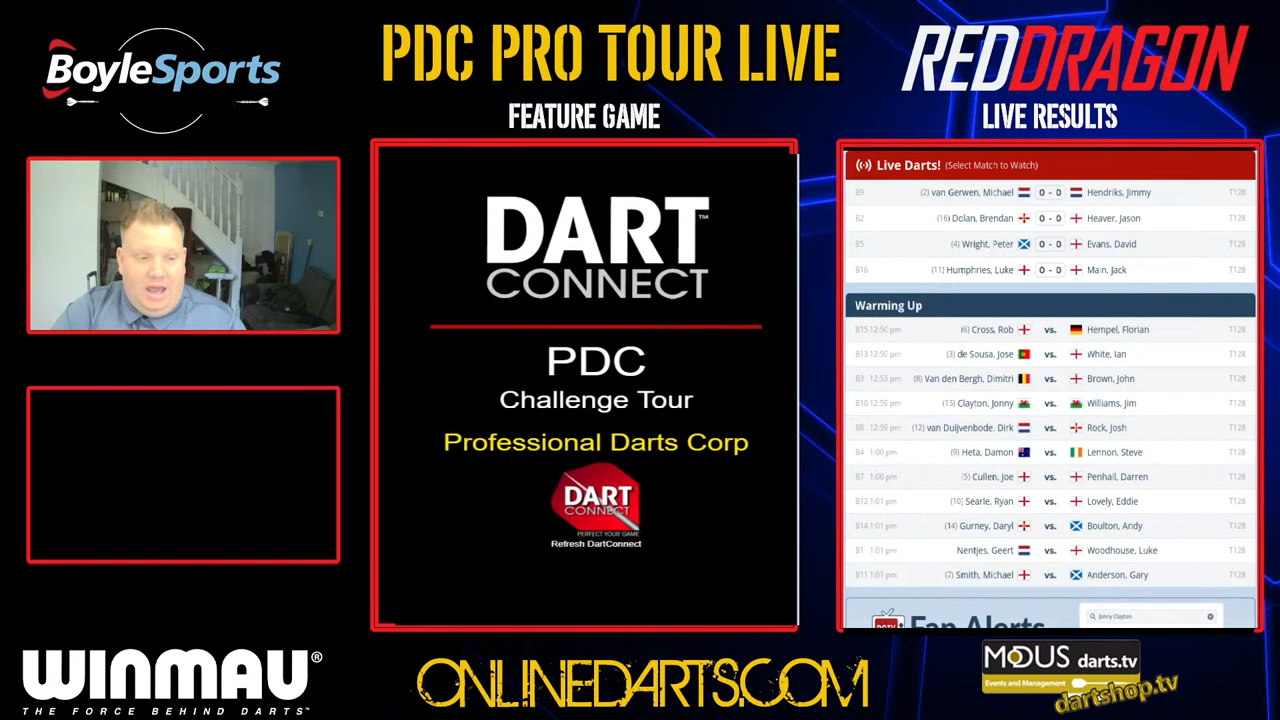 BoyleSports
PDC PRO TOUR LIVE
REDDRAGON
FEATURE GAME
LIVE RESULTS
DART™
CONNECT
PDC
Challenge Tour
Professional Darts Corp
DART
CONNECT
PERFECT YOUR GAME
Refresh DartConnect
Live Darts! (Select Match to Watch)
B9 (2) van Gerwen, Michael 0 - 0 Hendriks, Jimmy T128
B2 (16) Dolan, Brendan 0 - 0 Heaver, Jason T128
B5 (4) Wright, Peter 0 - 0 Evans, David T128
B16 (11) Humphries, Luke 0 - 0 Main, Jack T128
Warming Up
B15 12:50 pm (6) Cross, Rob vs. Hempel, Florian T128
B13 12:50 pm (3) de Sousa, Jose vs. White, Ian T128
B3 12:53 pm (8) Van den Bergh, Dimitri vs. Brown, John T128
B10 12:59 pm (15) Clayton, Jonny vs. Williams, Jim T128
B8 12:59 pm (12) van Duijvenbode, Dirk vs. Rock, Josh T128
B4 1:00 pm (9) Heta, Damon vs. Lennon, Steve T128
B7 1:00 pm (5) Cullen, Joe vs. Penhall, Darren T128
B12 1:01 pm (10) Searle, Ryan vs. Lovely, Eddie T128
B14 1:01 pm (14) Gurney, Daryl vs. Boulton, Andy T128
B1 1:01 pm Nentjes, Geert vs. Woodhouse, Luke T128
B11 1:01 pm (7) Smith, Michael vs. Anderson, Gary T128
Fan Alerts
Jonny Clayton
WINMAU®
THE FORCE BEHIND DARTS™
ONLINEDARTS.COM
MODUS darts.tv
Events and Management
dartshop.tv